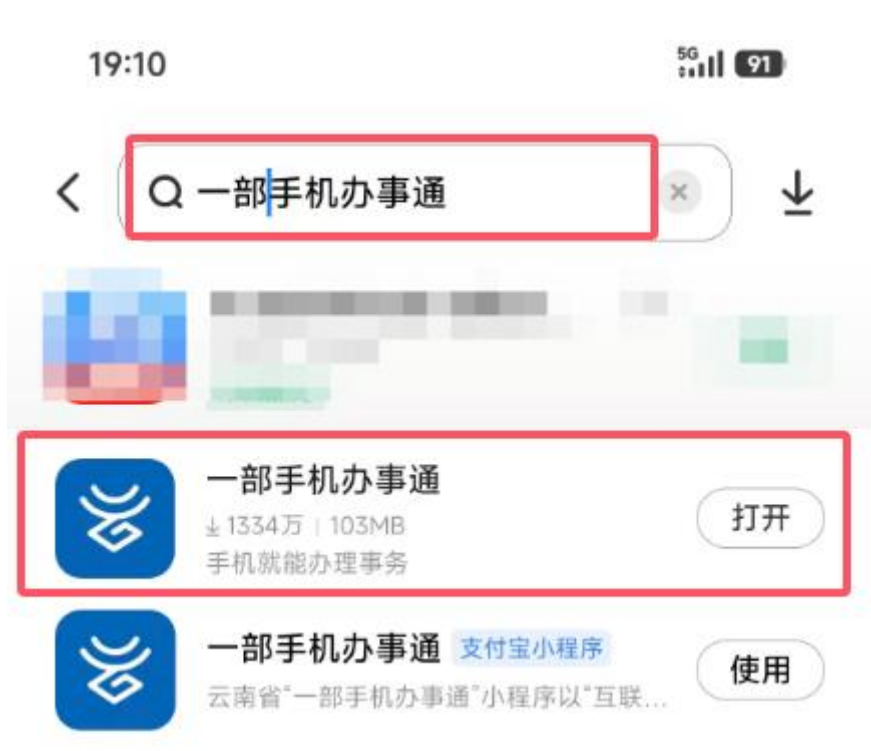 19:10
5G
91
一部手机办事通
一部手机办事通
1334万 | 103MB
打开
手机就能办理事务
一部手机办事通 支付宝小程序
使用
云南省“一部手机办事通”小程序以“互联...